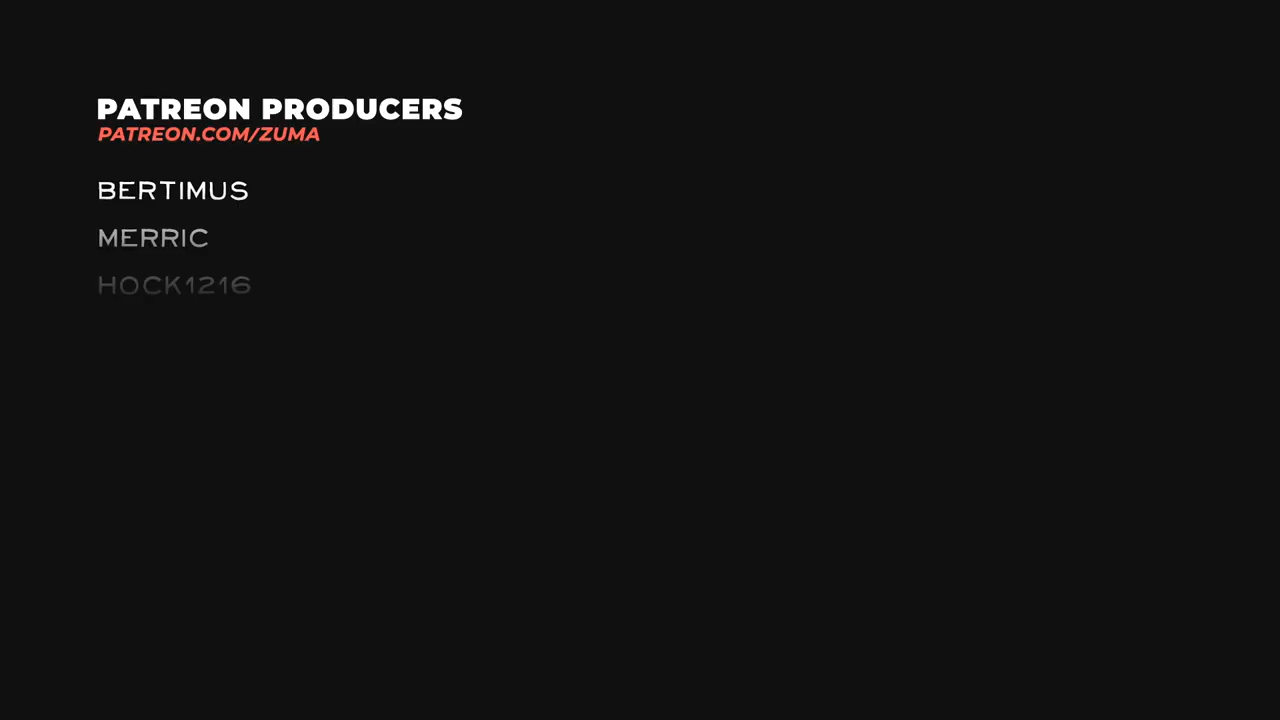 PATREON PRODUCERS
PATREON.COM/ZUMA
BERTIMUS
MERRIC
HOCK1216